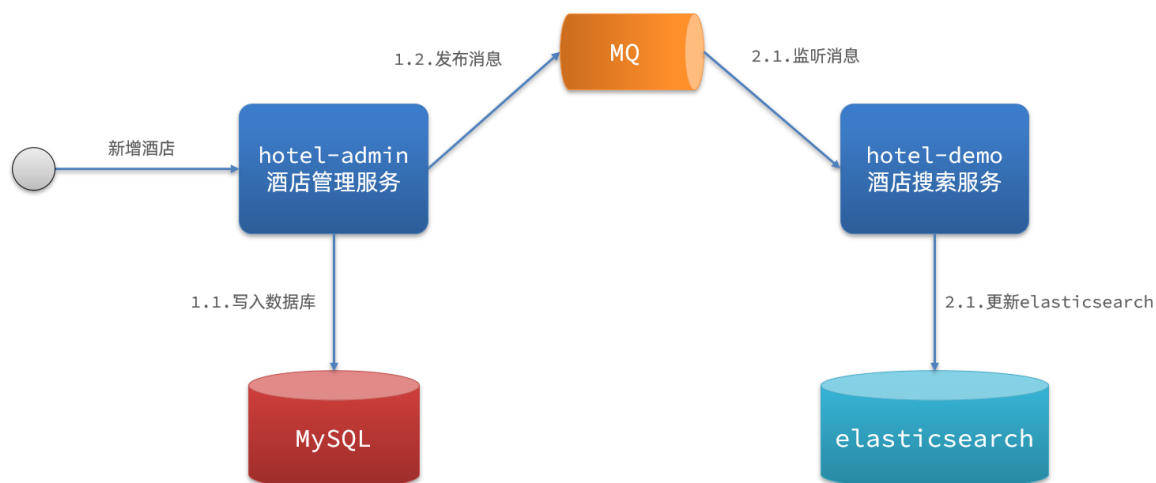 MQ
1.2.发布消息
2.1.监听消息
新增酒店
hotel-admin
酒店管理服务
hotel-demo
酒店搜索服务
1.1.写入数据库
2.1.更新elasticsearch
MySQL
elasticsearch